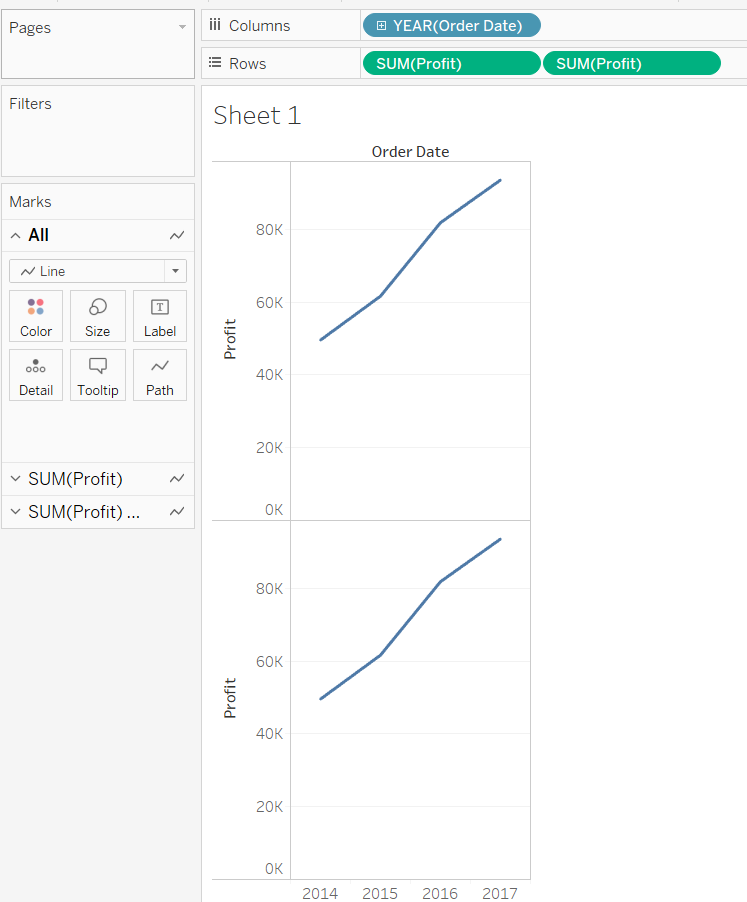 Pages
Columns
YEAR(Order Date)
Rows
SUM(Profit)
SUM(Profit)
Filters
Marks
All
Line
Color
Size
Label
Detail
Tooltip
Path
SUM(Profit)
SUM(Profit) ...
Sheet 1
Order Date
80K
60K
40K
20K
0K
Profit
80K
60K
40K
20K
0K
Profit
2014 2015 2016 2017